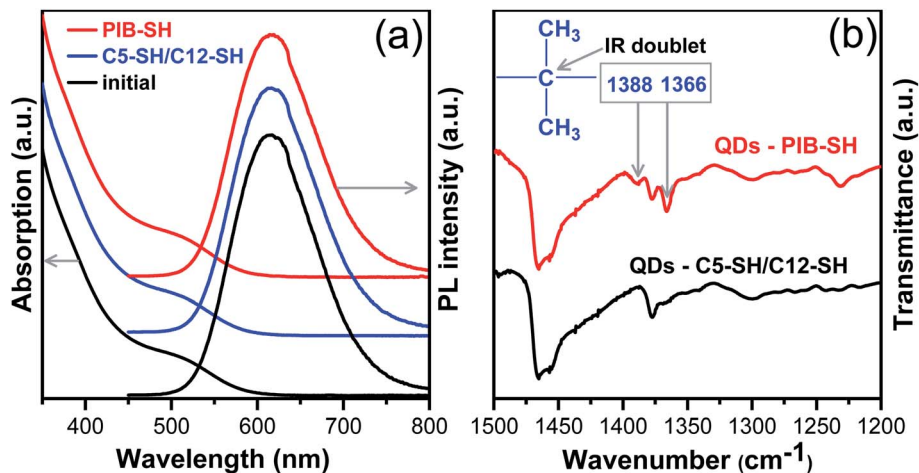 (a)
PIB-SH
C5-SH/C12-SH
initial
Absorption (a.u.)
PL intensity (a.u.)
400 500 600 700 800
Wavelength (nm)
(b)
CH₃
IR doublet
C
1388 1366
CH₃
QDs - PIB-SH
QDs - C5-SH/C12-SH
Transmittance (a.u.)
1500 1450 1400 1350 1300 1250 1200
Wavenumber (cm⁻¹)